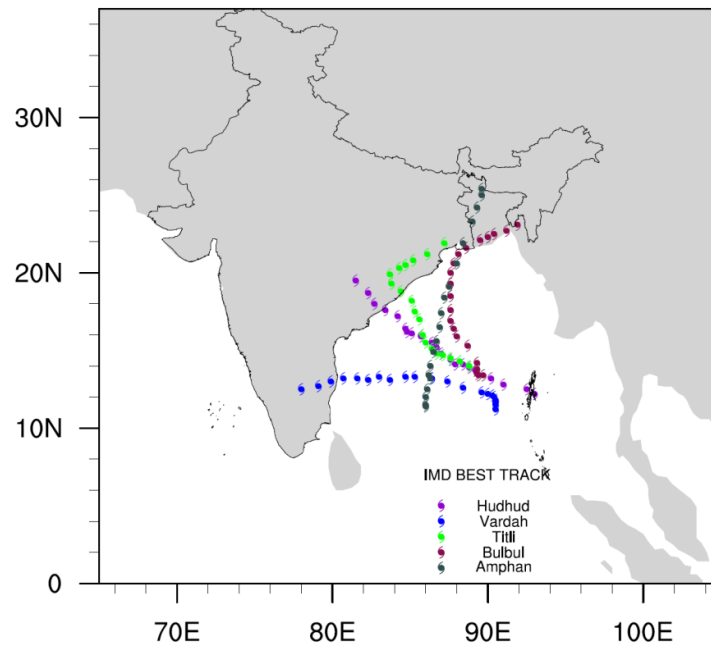 30N
20N
10N
0
IMD BEST TRACK
Hudhud
Vardah
Titli
Bulbul
Amphan
70E 80E 90E 100E